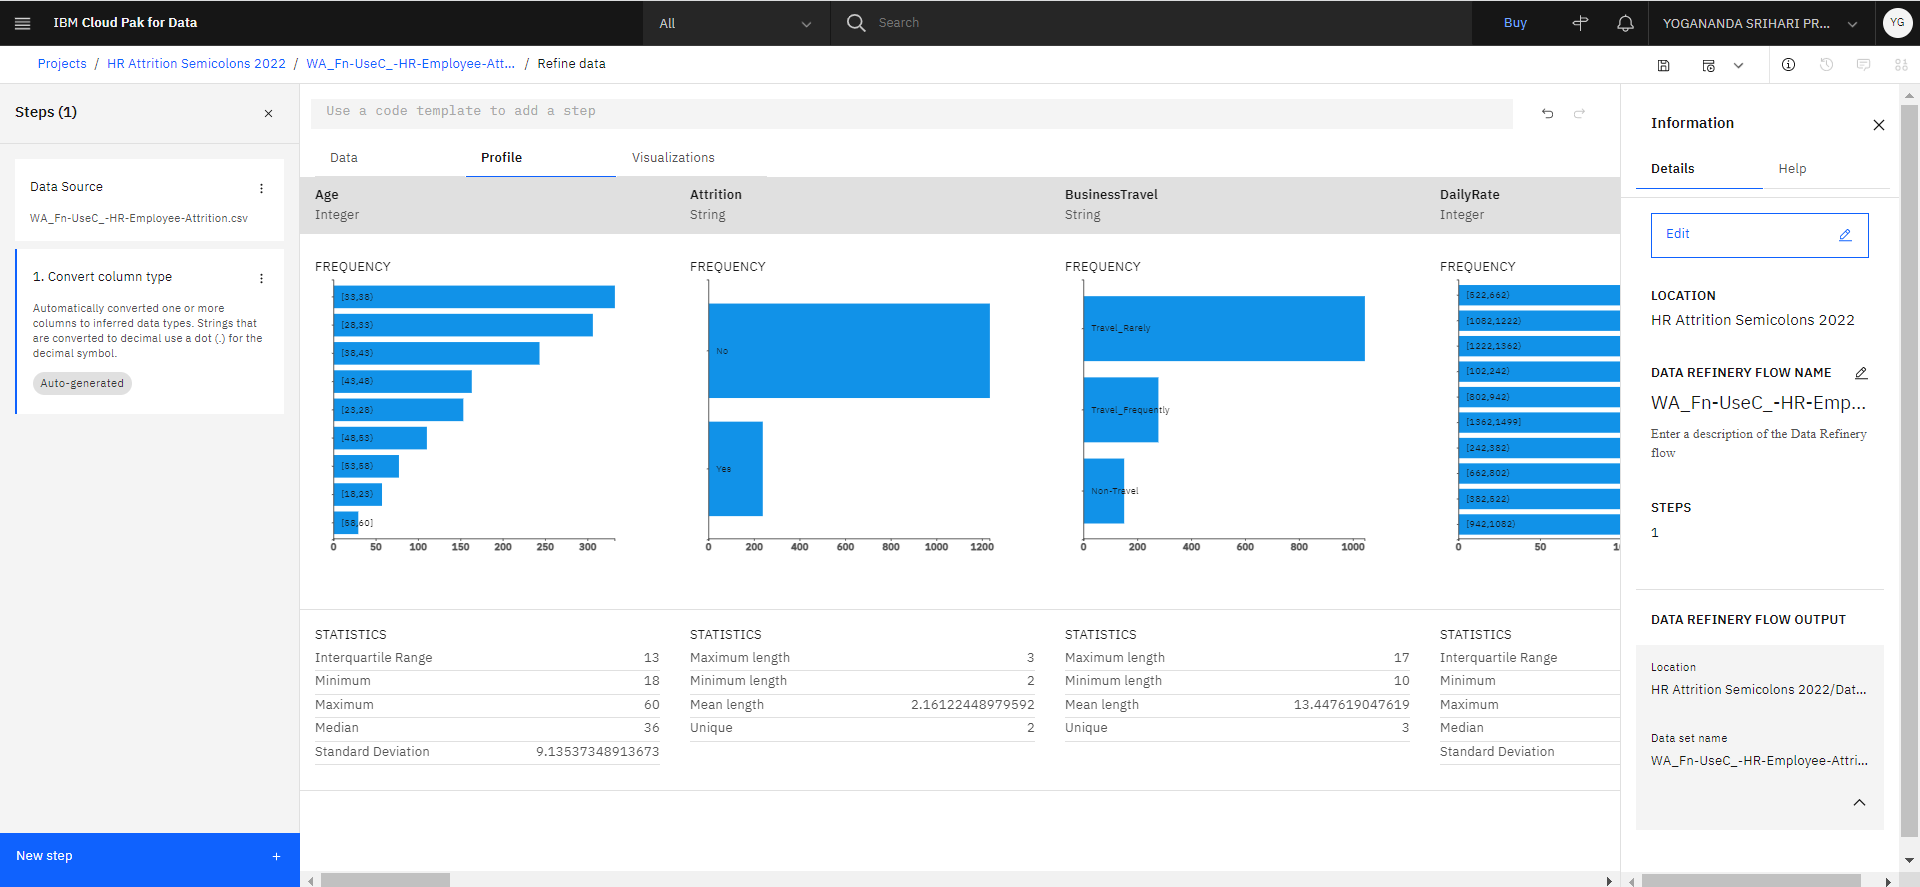 IBM Cloud Pak for Data
All
Search
Buy
YOGANANDA SRIHARI PR...
YG
Projects / HR Attrition Semicolons 2022 / WA_Fn-UseC_-HR-Employee-Att... / Refine data
Steps (1)
Data Source
WA_Fn-UseC_-HR-Employee-Attrition.csv
1. Convert column type
Automatically converted one or more
columns to inferred data types. Strings that
are converted to decimal use a dot (.) for the
decimal symbol.
Auto-generated
New step
+
Use a code template to add a step
Data
Profile
Visualizations
Age
Integer
FREQUENCY
[33,38)
[28,33)
[38,43)
[43,48)
[23,28)
[48,53)
[53,58)
[18,23)
[58,60]
0 50 100 150 200 250 300
STATISTICS
Interquartile Range 13
Minimum 18
Maximum 60
Median 36
Standard Deviation 9.13537348913673
Attrition
String
FREQUENCY
No
Yes
0 200 400 600 800 1000 1200
STATISTICS
Maximum length 3
Minimum length 2
Mean length 2.16122448979592
Unique 2
BusinessTravel
String
FREQUENCY
Travel_Rarely
Travel_Frequently
Non-Travel
0 200 400 600 800 1000
STATISTICS
Maximum length 17
Minimum length 10
Mean length 13.447619047619
Unique 3
DailyRate
Integer
FREQUENCY
[522,662)
[1082,1222)
[1222,1362)
[102,242)
[802,942)
[1362,1499]
[242,382)
[662,802)
[382,522)
[942,1082)
0 50
STATISTICS
Interquartile Range
Minimum
Maximum
Median
Standard Deviation
Information
Details
Help
Edit
LOCATION
HR Attrition Semicolons 2022
DATA REFINERY FLOW NAME
WA_Fn-UseC_-HR-Emp...
Enter a description of the Data Refinery
flow
STEPS
1
DATA REFINERY FLOW OUTPUT
Location
HR Attrition Semicolons 2022/Dat...
Data set name
WA_Fn-UseC_-HR-Employee-Attri...